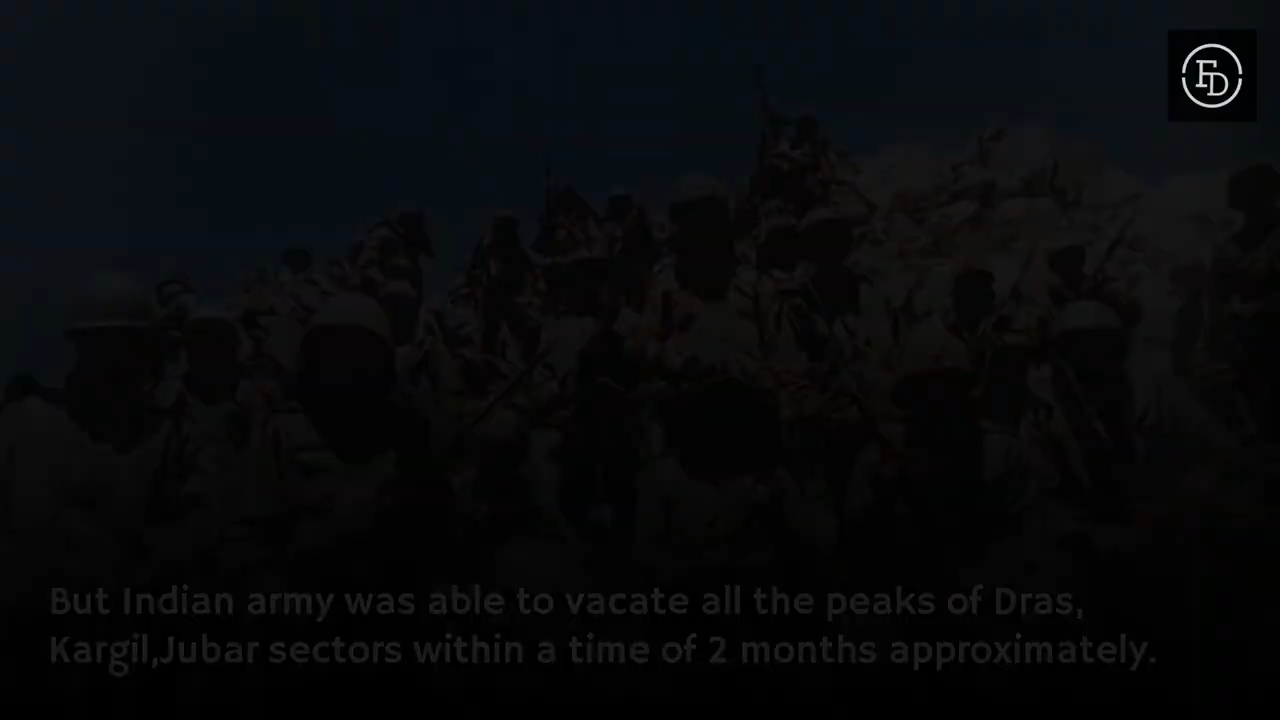 FD
But Indian army was able to vacate all the peaks of Dras,
Kargil,Jubar sectors within a time of 2 months approximately.